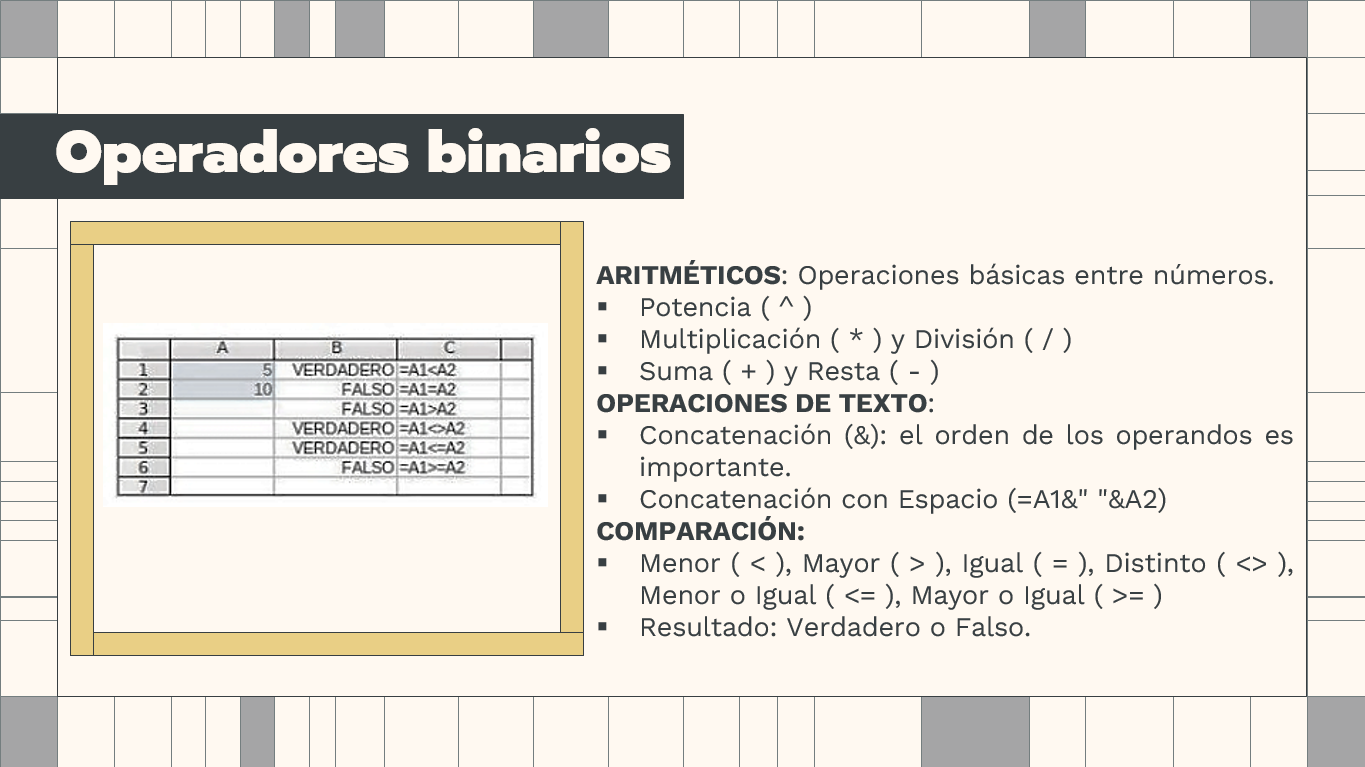 Operadores binarios
A B C
1 5 VERDADERO =A1<A2
2 10 FALSO =A1=A2
3 FALSO =A1>A2
4 VERDADERO =A1<>A2
5 VERDADERO =A1<=A2
6 FALSO =A1>=A2
7
ARITMÉTICOS: Operaciones básicas entre números.
▪ Potencia ( ^ )
▪ Multiplicación ( * ) y División ( / )
▪ Suma ( + ) y Resta ( - )
OPERACIONES DE TEXTO:
▪ Concatenación (&): el orden de los operandos es
importante.
▪ Concatenación con Espacio (=A1&" "&A2)
COMPARACIÓN:
▪ Menor ( < ), Mayor ( > ), Igual ( = ), Distinto ( <> ),
Menor o Igual ( <= ), Mayor o Igual ( >= )
▪ Resultado: Verdadero o Falso.